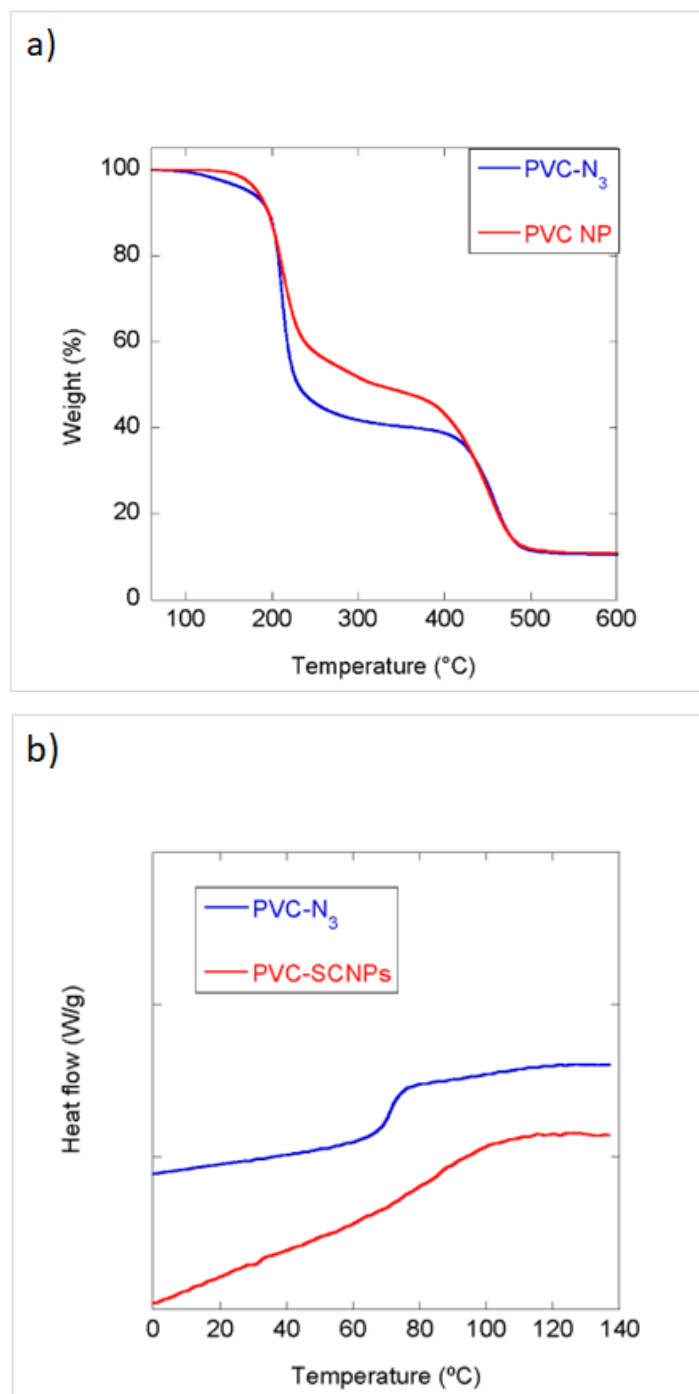 a)
PVC-N₃
PVC NP
100
80
60
40
20
0
Weight (%)
100 200 300 400 500 600
Temperature (°C)
b)
PVC-N₃
PVC-SCNPs
Heat flow (W/g)
0 20 40 60 80 100 120 140
Temperature (ºC)